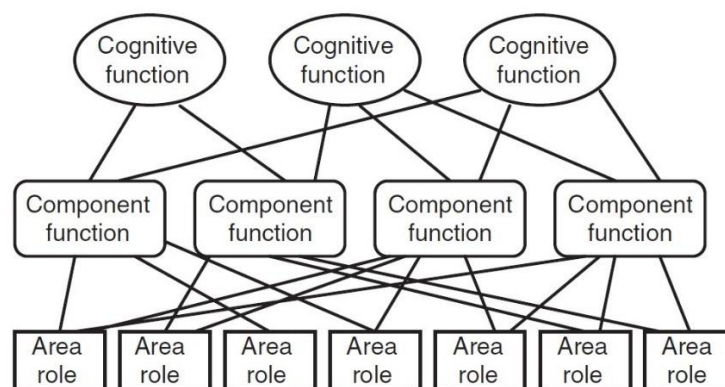 Cognitive
function
Cognitive
function
Cognitive
function
Component
function
Component
function
Component
function
Component
function
Area
role
Area
role
Area
role
Area
role
Area
role
Area
role
Area
role